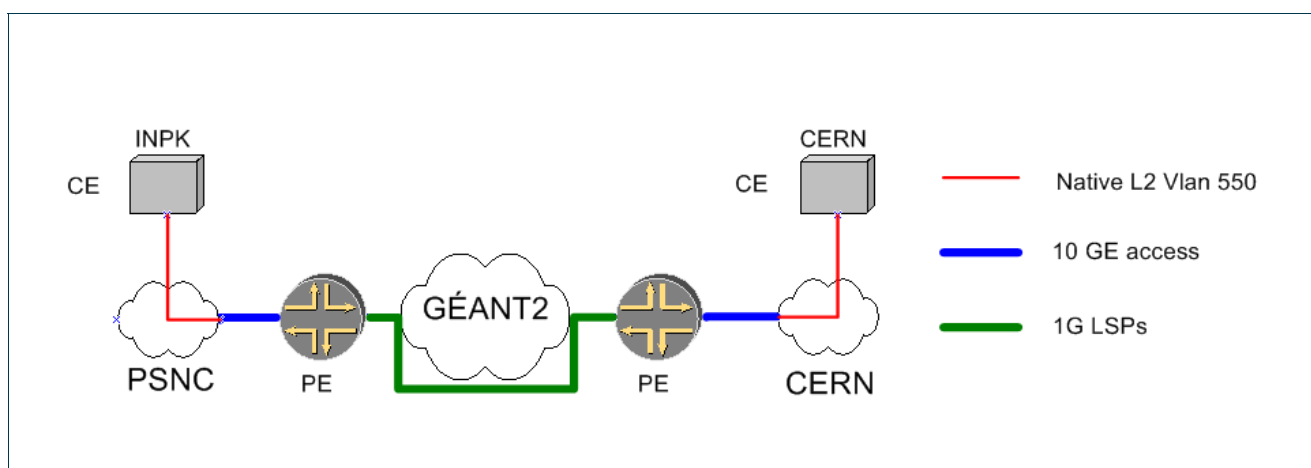 INPK
CERN
CE
CE
Native L2 Vlan 550
10 GE access
GÉANT2
1G LSPs
PSNC
PE
PE
CERN